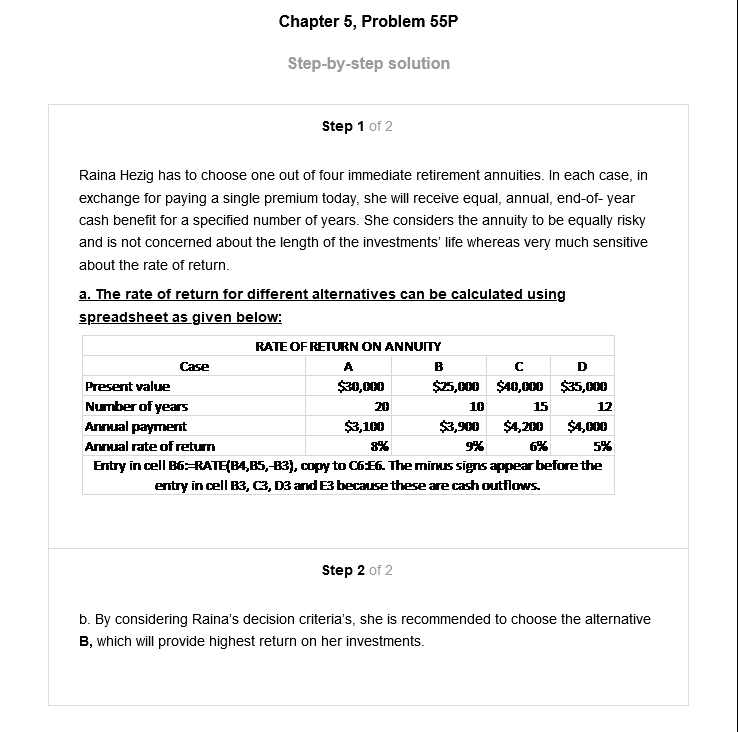 Chapter 5, Problem 55P
Step-by-step solution
Step 1 of 2
Raina Hezig has to choose one out of four immediate retirement annuities. In each case, in
exchange for paying a single premium today, she will receive equal, annual, end-of- year
cash benefit for a specified number of years. She considers the annuity to be equally risky
and is not concerned about the length of the investments' life whereas very much sensitive
about the rate of return.
a. The rate of return for different alternatives can be calculated using
spreadsheet as given below:
RATE OF RETURN ON ANNUITY
Case A B C D
Present value $30,000 $25,000 $40,000 $35,000
Number of years 20 10 15 12
Annual payment $3,100 $3,900 $4,200 $4,000
Annual rate of return 8% 9% 6% 5%
Entry in cell B6:=RATE(B4,B5,-B3), copy to C6:E6. The minus signs appear before the
entry in cell B3, C3, D3 and E3 because these are cash outflows.
Step 2 of 2
b. By considering Raina's decision criteria's, she is recommended to choose the alternative
B, which will provide highest return on her investments.